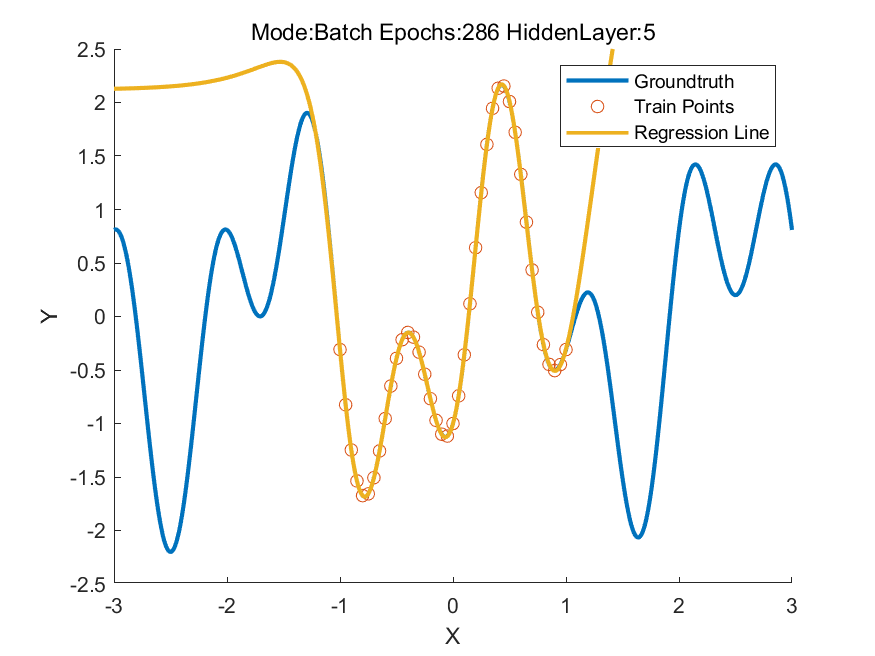 Mode:Batch Epochs:286 HiddenLayer:5
Groundtruth
Train Points
Regression Line
2.5
2
1.5
1
0.5
0
-0.5
-1
-1.5
-2
-2.5
Y
-3 -2 -1 0 1 2 3
X